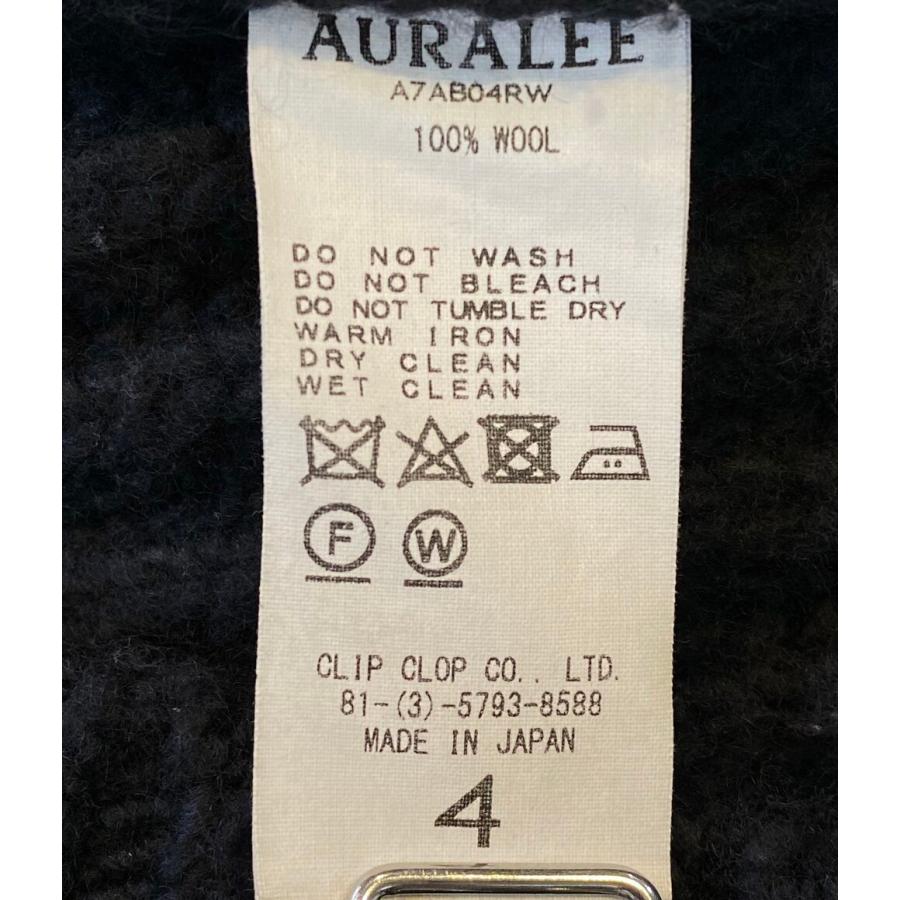 AURALEE
A7AB04RW
100% WOOL
DO NOT WASH
DO NOT BLEACH
DO NOT TUMBLE DRY
WARM IRON
DRY CLEAN
WET CLEAN
F W
CLIP CLOP CO., LTD.
81-(3)-5793-8588
MADE IN JAPAN
4